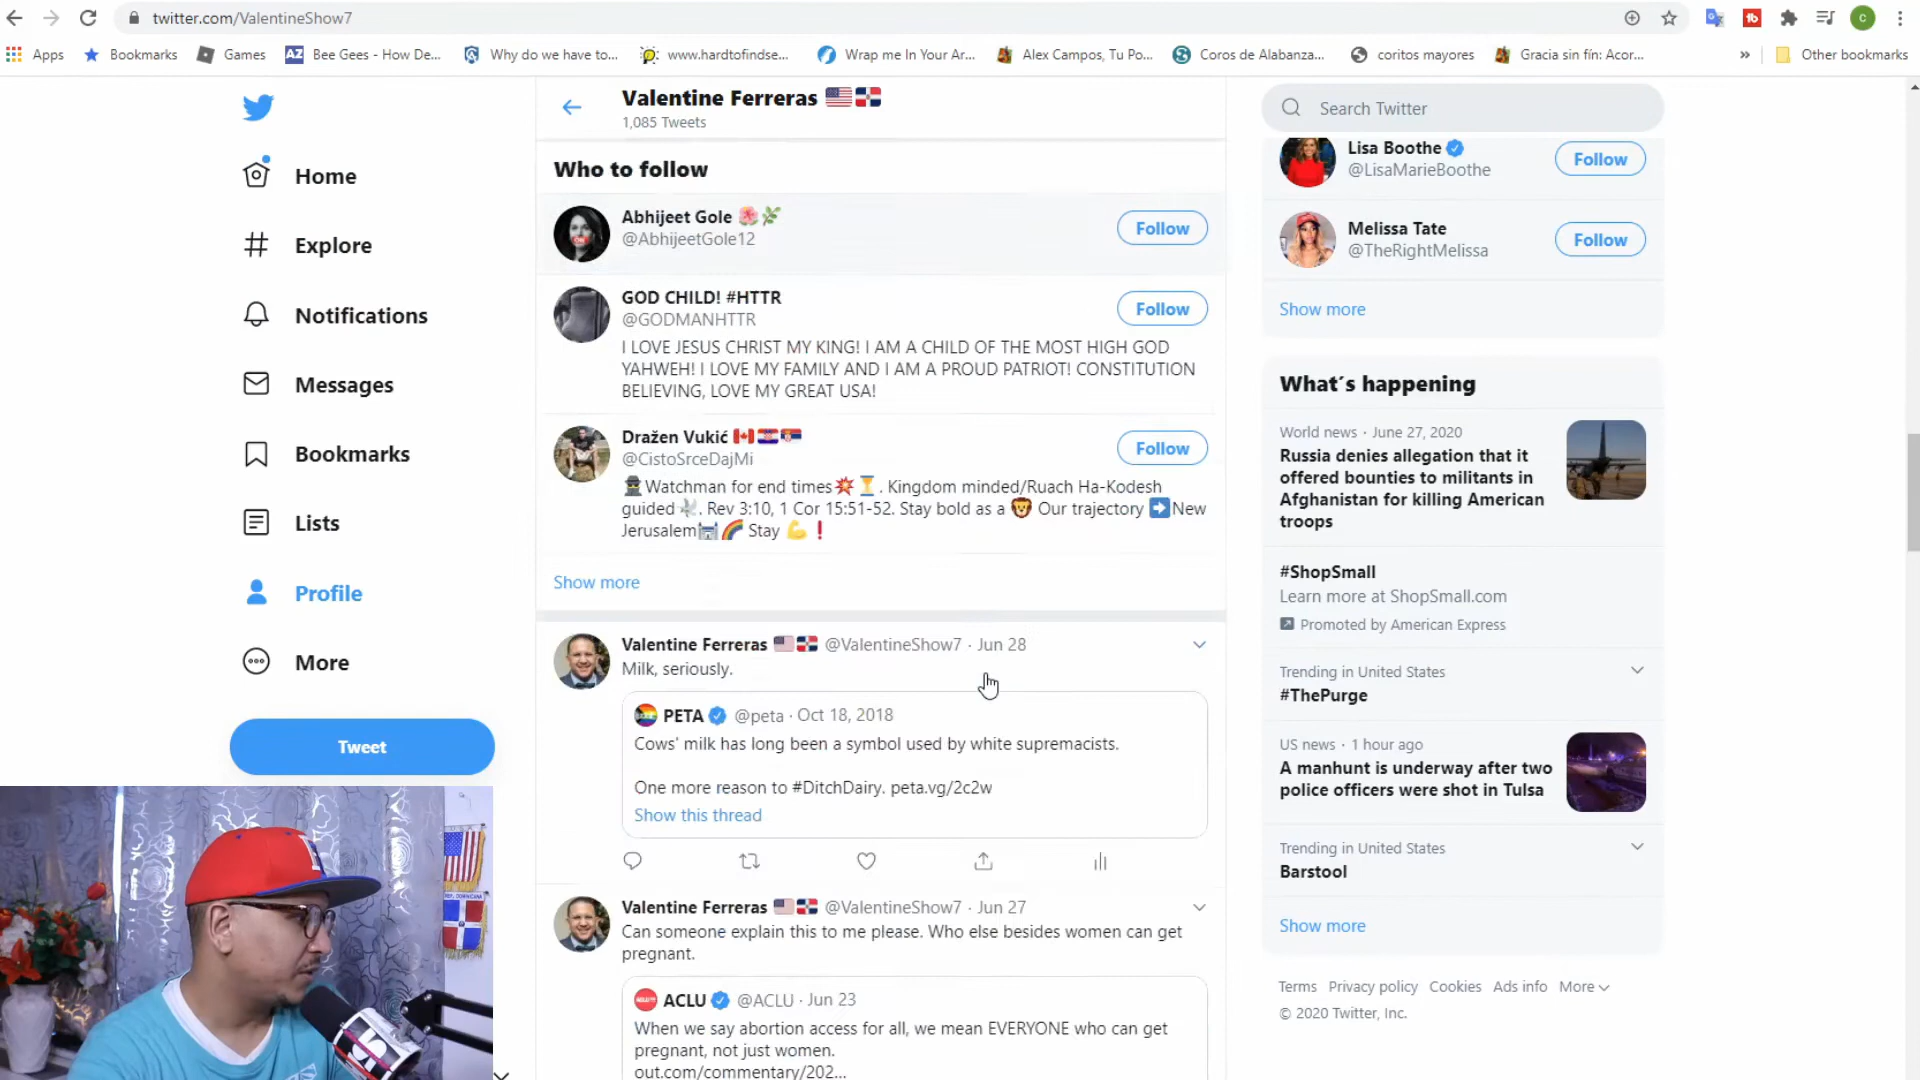 twitter.com/ValentineShow7
Apps
Bookmarks
Games
Bee Gees - How De...
Why do we have to...
www.hardtofindse...
Wrap me In Your Ar...
Alex Campos, Tu Po...
Coros de Alabanza...
coritos mayores
Gracia sin fín: Acor...
»
Other bookmarks
Home
Explore
Notifications
Messages
Bookmarks
Lists
Profile
More
Tweet
Valentine Ferreras
1,085 Tweets
Who to follow
Abhijeet Gole
@AbhijeetGole12
Follow
GOD CHILD! #HTTR
@GODMANHTTR
Follow
I LOVE JESUS CHRIST MY KING! I AM A CHILD OF THE MOST HIGH GOD
YAHWEH! I LOVE MY FAMILY AND I AM A PROUD PATRIOT! CONSTITUTION
BELIEVING, LOVE MY GREAT USA!
Dražen Vukić
@CistoSrceDajMi
Follow
Watchman for end times . Kingdom minded/Ruach Ha-Kodesh
guided . Rev 3:10, 1 Cor 15:51-52. Stay bold as a Our trajectory New
Jerusalem Stay
Show more
Valentine Ferreras @ValentineShow7 · Jun 28
Milk, seriously.
PETA @peta · Oct 18, 2018
Cows' milk has long been a symbol used by white supremacists.
One more reason to #DitchDairy. peta.vg/2c2w
Show this thread
Valentine Ferreras @ValentineShow7 · Jun 27
Can someone explain this to me please. Who else besides women can get
pregnant.
ACLU @ACLU · Jun 23
When we say abortion access for all, we mean EVERYONE who can get
pregnant, not just women.
out.com/commentary/202...
Search Twitter
Lisa Boothe
@LisaMarieBoothe
Follow
Melissa Tate
@TheRightMelissa
Follow
Show more
What´s happening
World news · June 27, 2020
Russia denies allegation that it
offered bounties to militants in
Afghanistan for killing American
troops
#ShopSmall
Learn more at ShopSmall.com
Promoted by American Express
Trending in United States
#ThePurge
US news · 1 hour ago
A manhunt is underway after two
police officers were shot in Tulsa
Trending in United States
Barstool
Show more
Terms Privacy policy Cookies Ads info More
© 2020 Twitter, Inc.